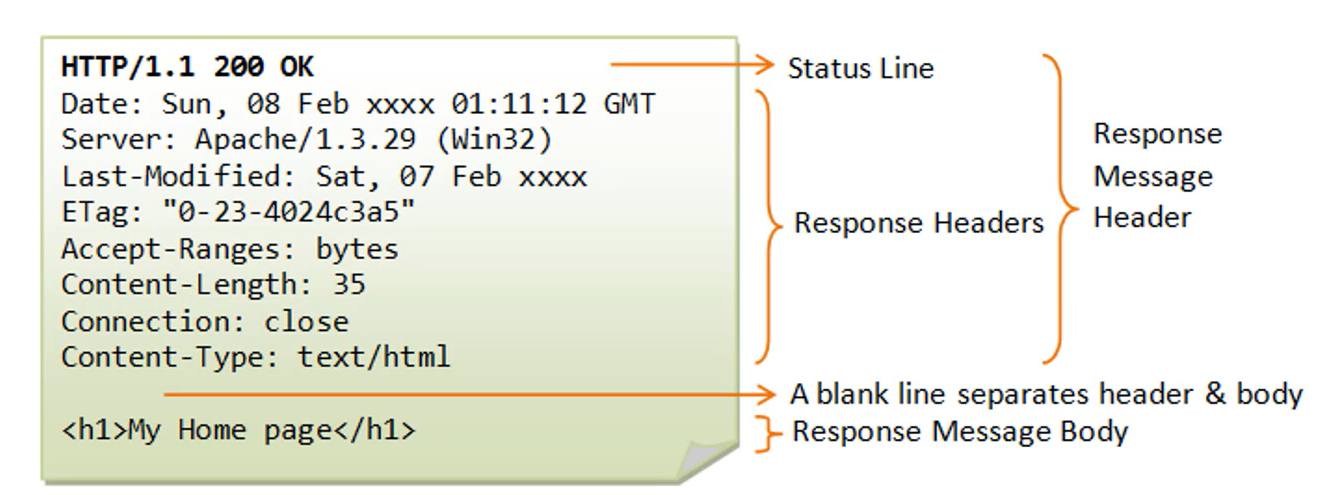 HTTP/1.1 200 OK
Date: Sun, 08 Feb xxxx 01:11:12 GMT
Server: Apache/1.3.29 (Win32)
Last-Modified: Sat, 07 Feb xxxx
ETag: "0-23-4024c3a5"
Accept-Ranges: bytes
Content-Length: 35
Connection: close
Content-Type: text/html
<h1>My Home page</h1>
Status Line
Response Headers
Response
Message
Header
A blank line separates header & body
Response Message Body